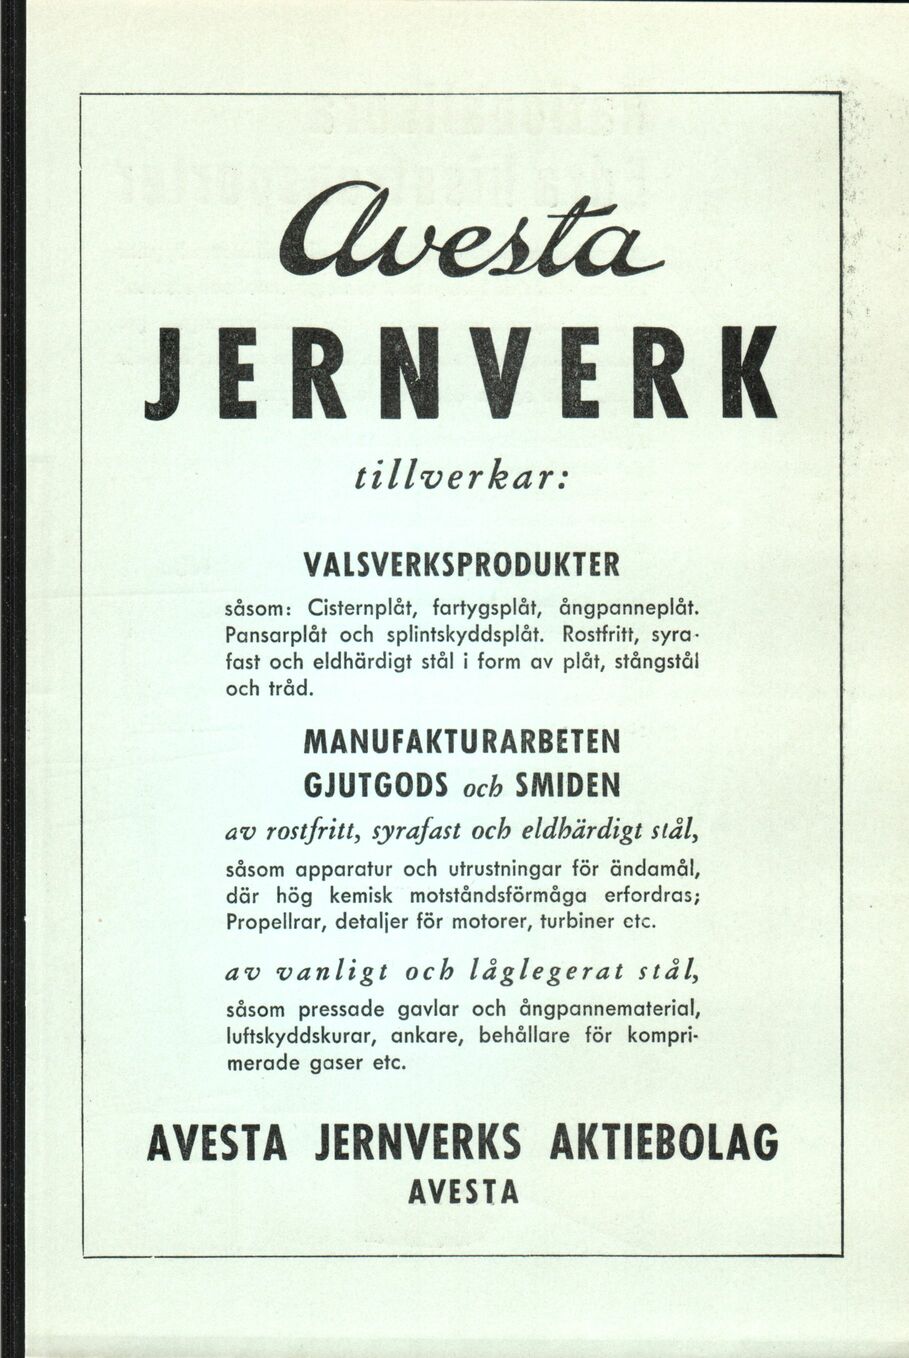 Avesta
JERNVERK
tillverkar:
VALSVERKSPRODUKTER
såsom: Cisternplåt, fartygsplåt, ångpanneplåt.
Pansarplåt och splintskyddsplåt. Rostfritt, syra-
fast och eldhärdigt stål i form av plåt, stångstål
och tråd.
MANUFAKTURARBETEN
GJUTGODS och SMIDEN
av rostfritt, syrafast och eldhärdigt stål,
såsom apparatur och utrustningar för ändamål,
där hög kemisk motståndsförmåga erfordras;
Propellrar, detaljer för motorer, turbiner etc.
av vanligt och låglegerat stål,
såsom pressade gavlar och ångpannematerial,
luftskyddskurar, ankare, behållare för kompri-
merade gaser etc.
AVESTA JERNVERKS AKTIEBOLAG
AVESTA